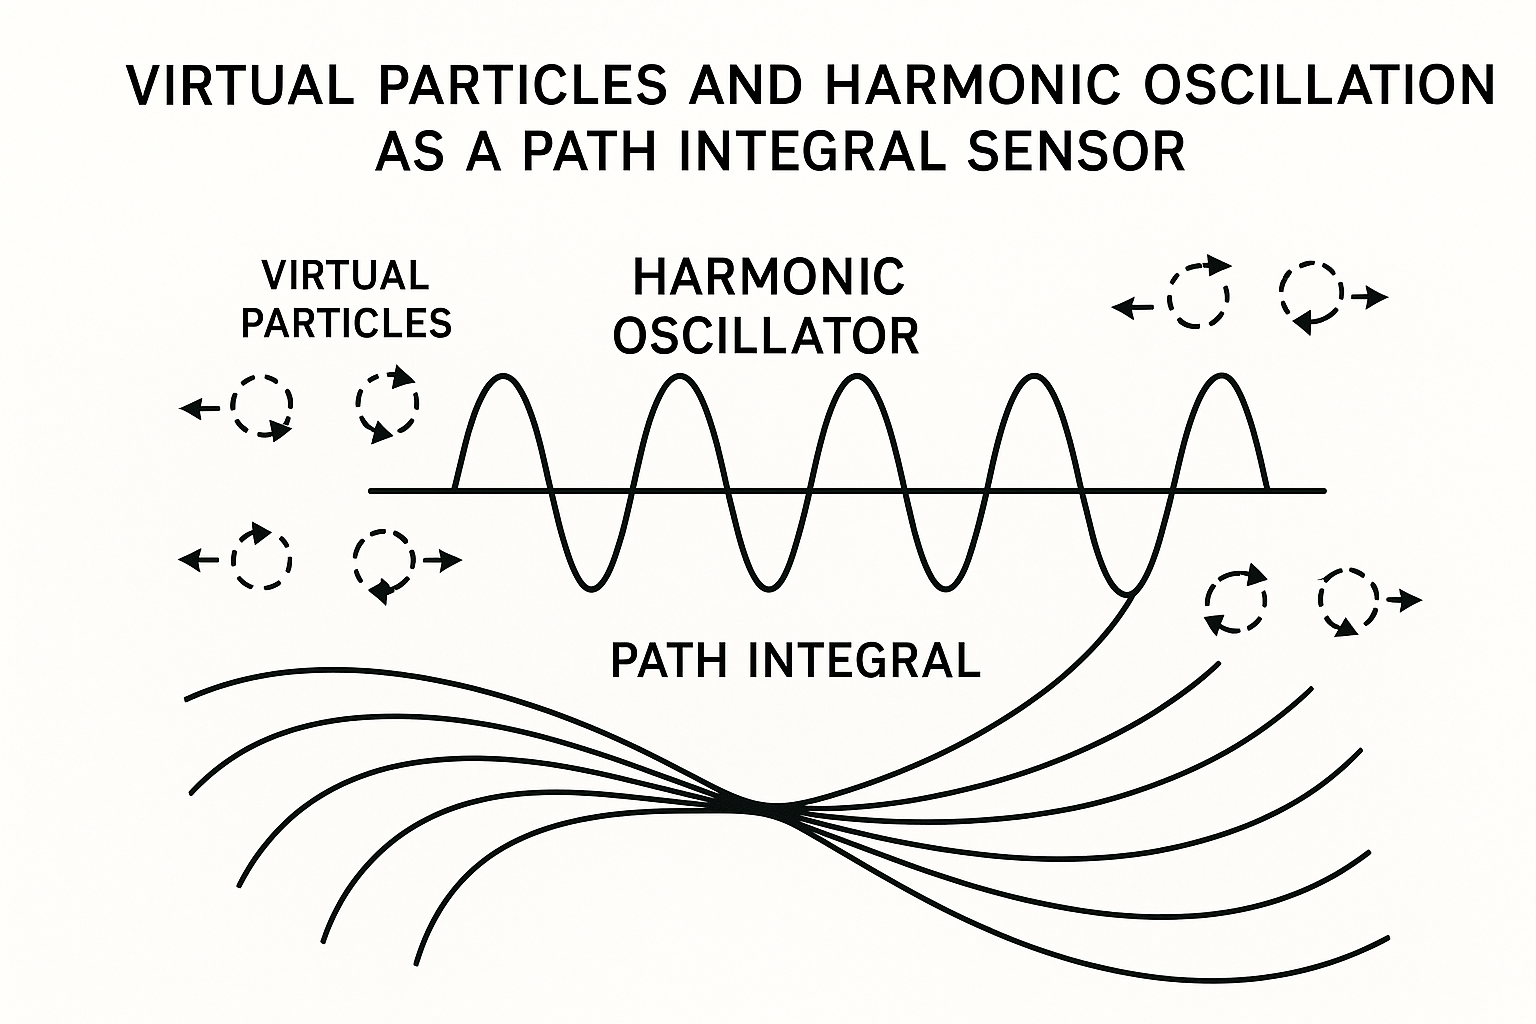 VIRTUAL PARTICLES AND HARMONIC OSCILLATION
AS A PATH INTEGRAL SENSOR
VIRTUAL
PARTICLES
HARMONIC
OSCILLATOR
PATH INTEGRAL